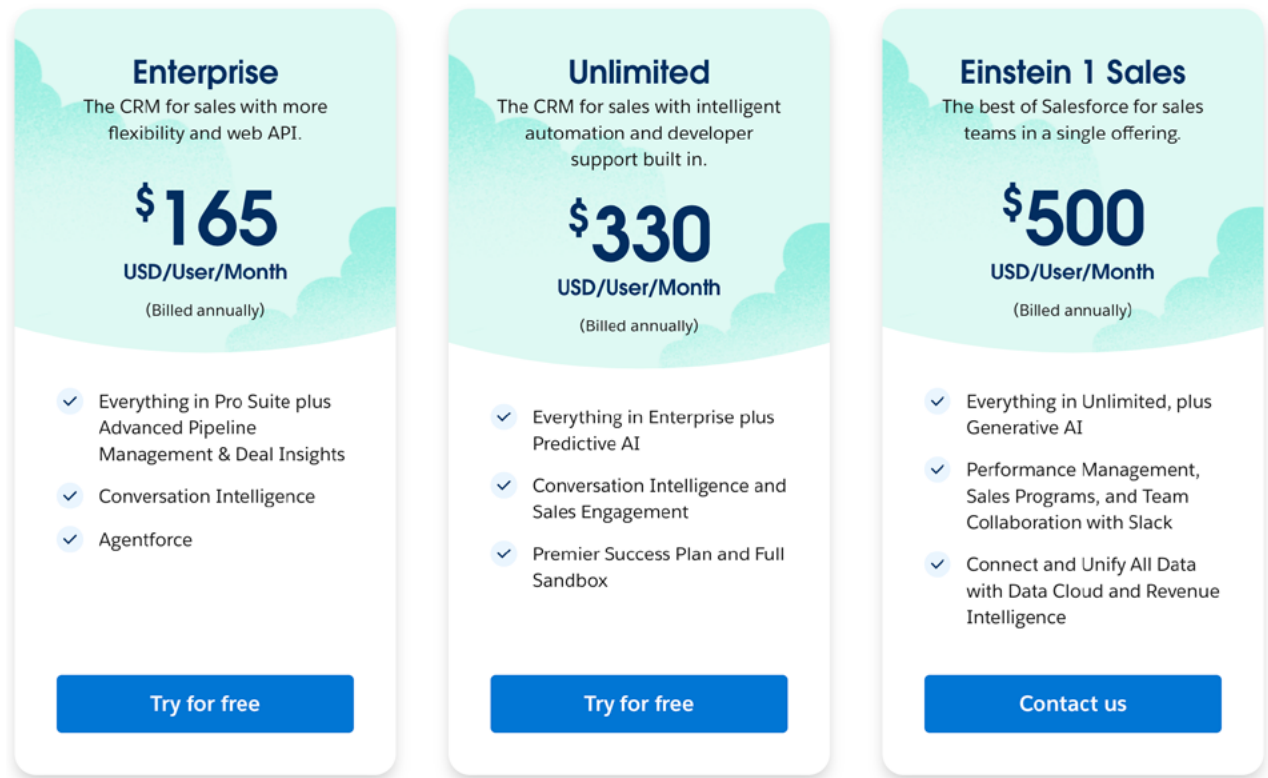 Enterprise
The CRM for sales with more
flexibility and web API.
$165
USD/User/Month
(Billed annually)
Everything in Pro Suite plus
Advanced Pipeline
Management & Deal Insights
Conversation Intelligence
Agentforce
Try for free
Unlimited
The CRM for sales with intelligent
automation and developer
support built in.
$330
USD/User/Month
(Billed annually)
Everything in Enterprise plus
Predictive AI
Conversation Intelligence and
Sales Engagement
Premier Success Plan and Full
Sandbox
Try for free
Einstein 1 Sales
The best of Salesforce for sales
teams in a single offering.
$500
USD/User/Month
(Billed annually)
Everything in Unlimited, plus
Generative AI
Performance Management,
Sales Programs, and Team
Collaboration with Slack
Connect and Unify All Data
with Data Cloud and Revenue
Intelligence
Contact us